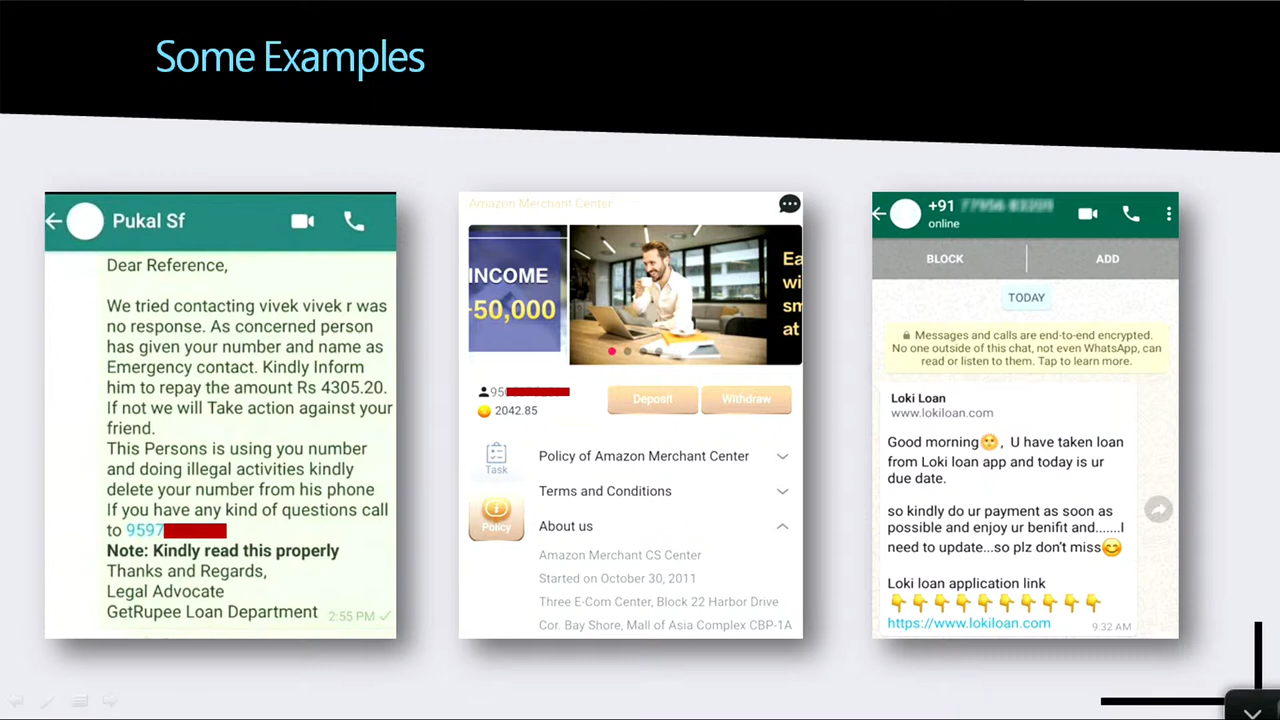 Some Examples
Pukal Sf
Dear Reference,
We tried contacting vivek vivek r was
no response. As concerned person
has given your number and name as
Emergency contact. Kindly Inform
him to repay the amount Rs 4305.20.
If not we will Take action against your
friend.
This Persons is using you number
and doing illegal activities kindly
delete your number from his phone
If you have any kind of questions call
to 9597
Note: Kindly read this properly
Thanks and Regards,
Legal Advocate
GetRupee Loan Department
2:55 PM
Amazon Merchant Center
INCOME
-50,000
Ea
wi
sm
at
95
2042.85
Deposit
Withdraw
Task
Policy
Policy of Amazon Merchant Center
Terms and Conditions
About us
Amazon Merchant CS Center
Started on October 30, 2011
Three E-Com Center, Block 22 Harbor Drive
Cor. Bay Shore, Mall of Asia Complex CBP-1A
+91
online
BLOCK
ADD
TODAY
Messages and calls are end-to-end encrypted.
No one outside of this chat, not even WhatsApp, can
read or listen to them. Tap to learn more.
Loki Loan
www.lokiloan.com
Good morning🙂, U have taken loan
from Loki loan app and today is ur
due date.
so kindly do ur payment as soon as
possible and enjoy ur benifit and.......I
need to update...so plz don't miss😊
Loki loan application link
👇👇👇👇👇👇👇👇👇👇
https://www.lokiloan.com
9:32 AM